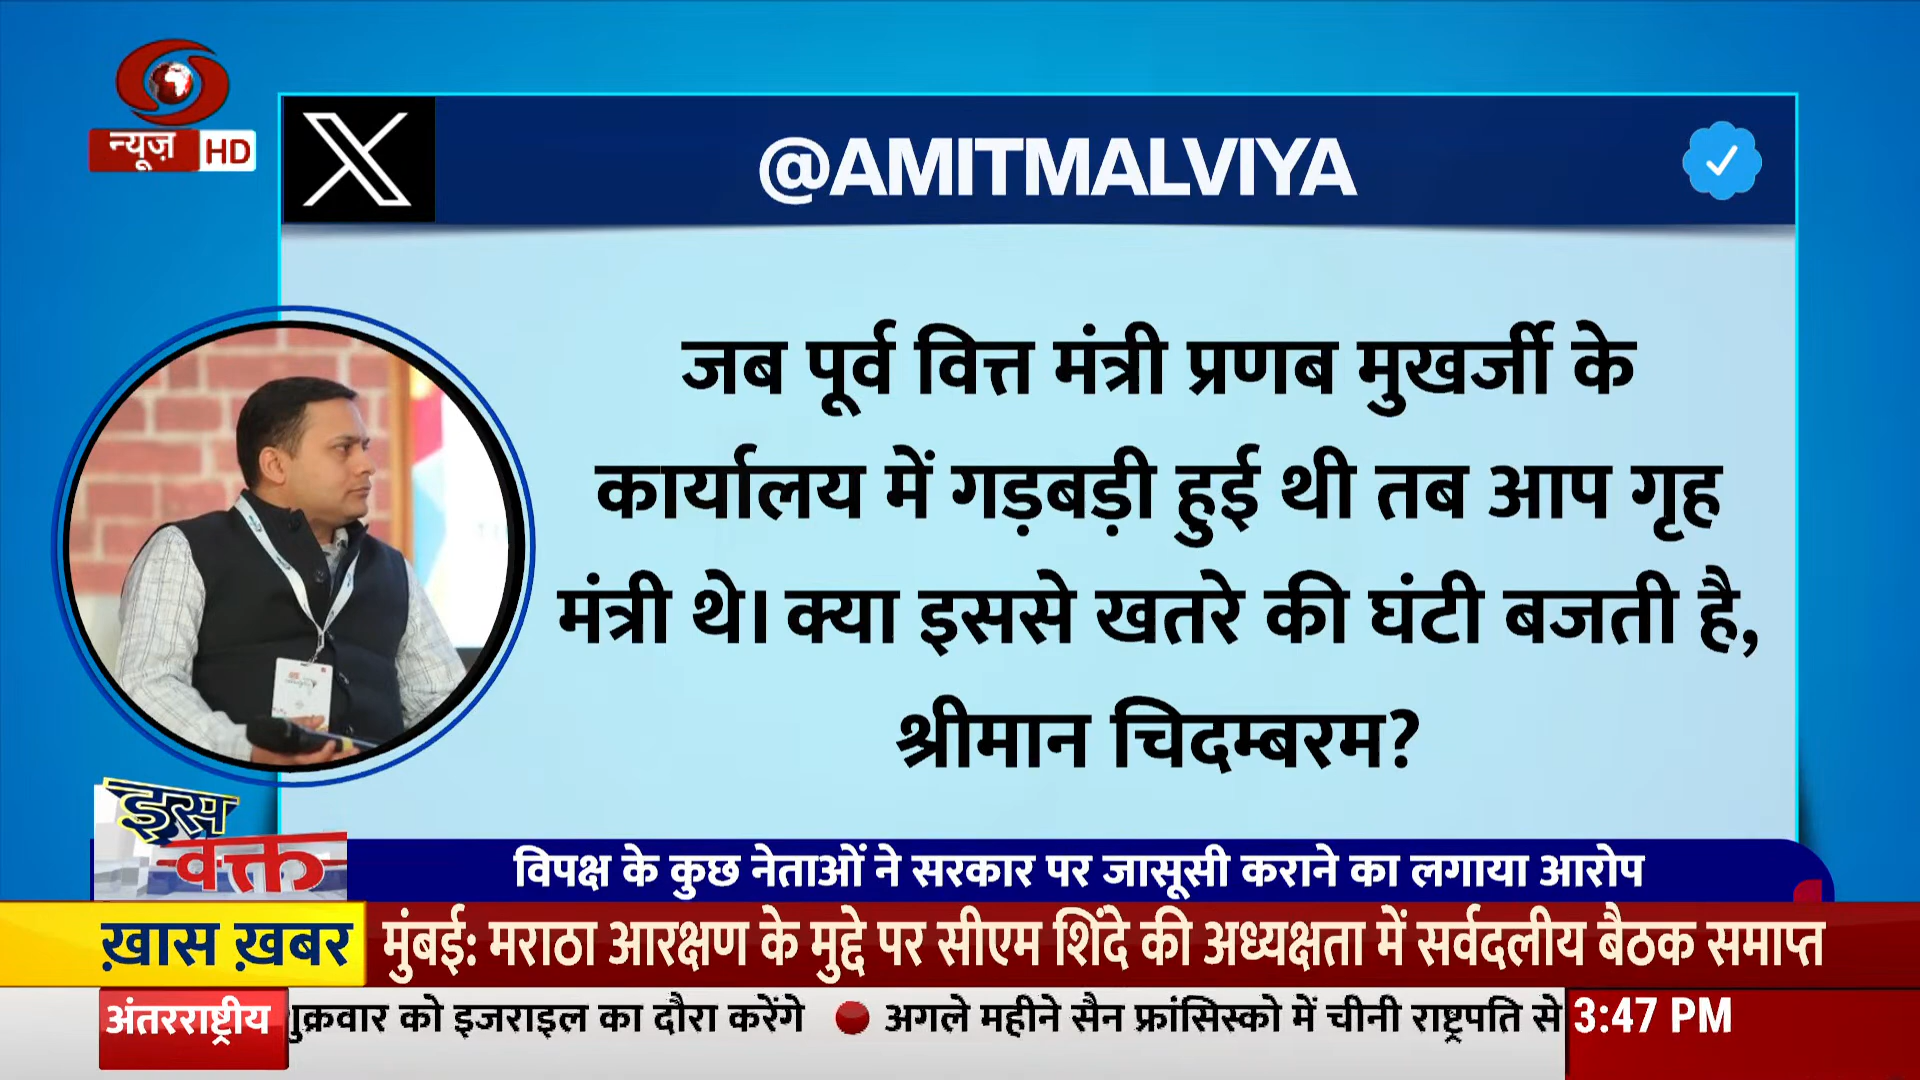 न्यूज़ HD
X
@AMITMALVIYA
जब पूर्व वित्त मंत्री प्रणब मुखर्जी के
कार्यालय में गड़बड़ी हुई थी तब आप गृह
मंत्री थे। क्या इससे खतरे की घंटी बजती है,
श्रीमान चिदम्बरम?
इस
वक्त
विपक्ष के कुछ नेताओं ने सरकार पर जासूसी कराने का लगाया आरोप
ख़ास ख़बर
मुंबई: मराठा आरक्षण के मुद्दे पर सीएम शिंदे की अध्यक्षता में सर्वदलीय बैठक समाप्त
अंतरराष्ट्रीय
को इजराइल का दौरा करेंगे
अगले महीने सैन फ्रांसिस्को में चीनी राष्ट्रपति से
3:47 PM